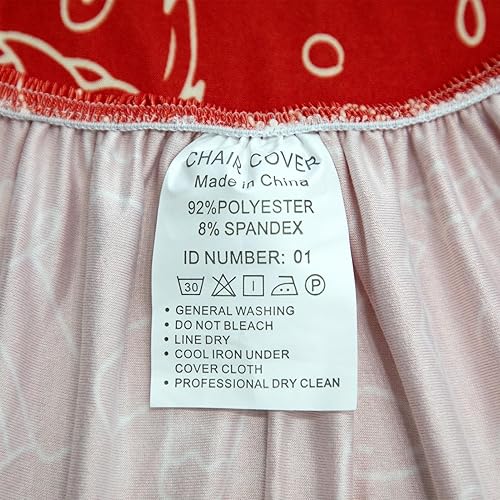 CHAIR COVER
Made in China
92%POLYESTER
8% SPANDEX
ID NUMBER: 01
30 P
• GENERAL WASHING
• DO NOT BLEACH
• LINE DRY
• COOL IRON UNDER
COVER CLOTH
• PROFESSIONAL DRY CLEAN